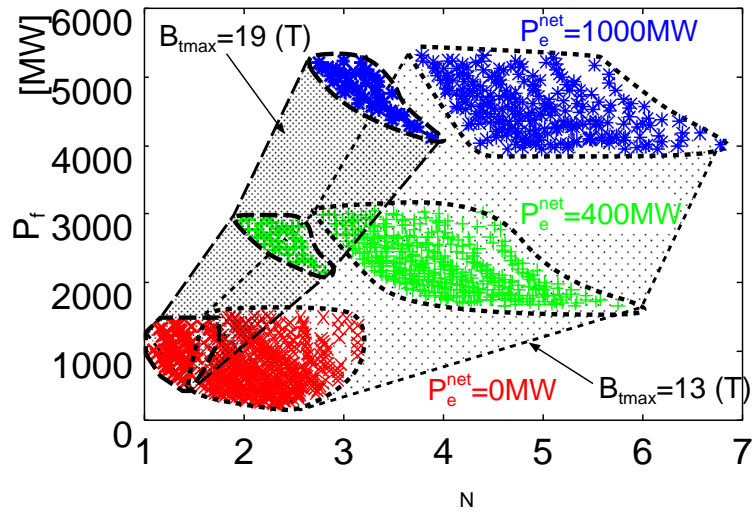 6000
5000
4000
3000
2000
1000
0
P_f [MW]
B_tmax=19 (T)
P_e^net=1000MW
P_e^net=400MW
P_e^net=0MW
B_tmax=13 (T)
1 2 3 4 5 6 7
N